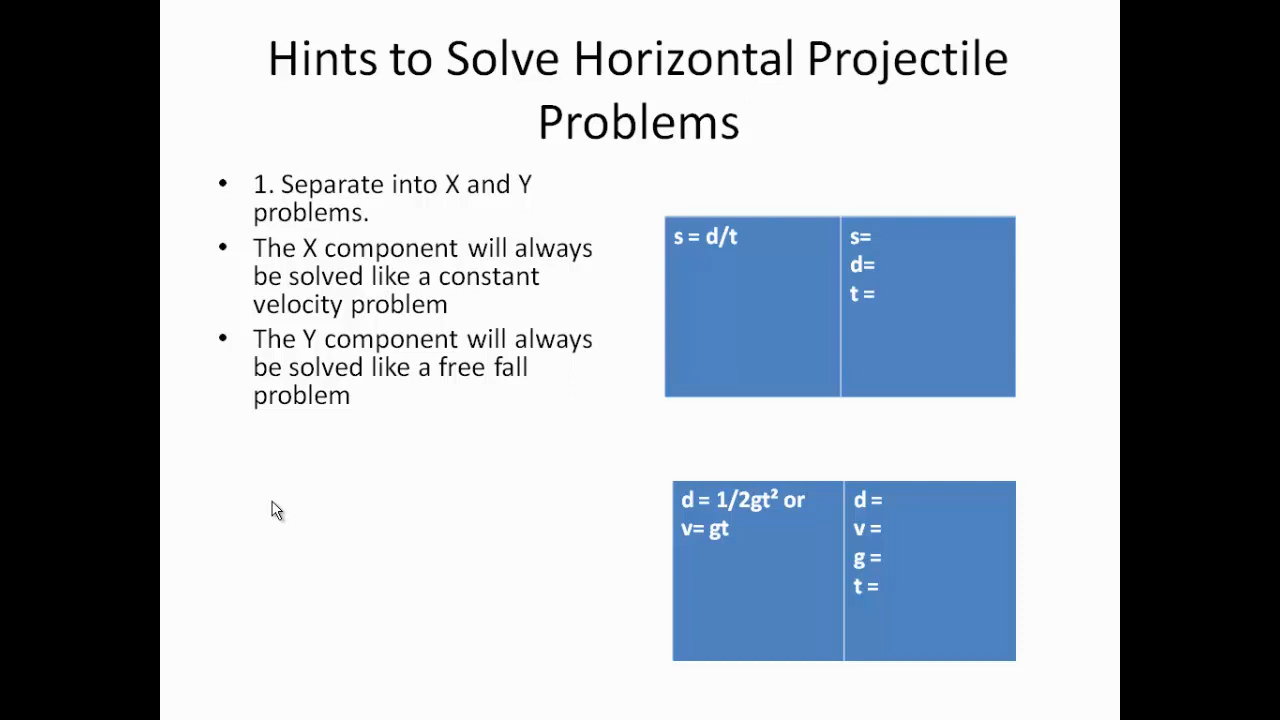 Hints to Solve Horizontal Projectile
Problems
• 1. Separate into X and Y
problems.
• The X component will always
be solved like a constant
velocity problem
• The Y component will always
be solved like a free fall
problem
s = d/t
s=
d=
t =
d = 1/2gt² or
v= gt
d =
v =
g =
t =